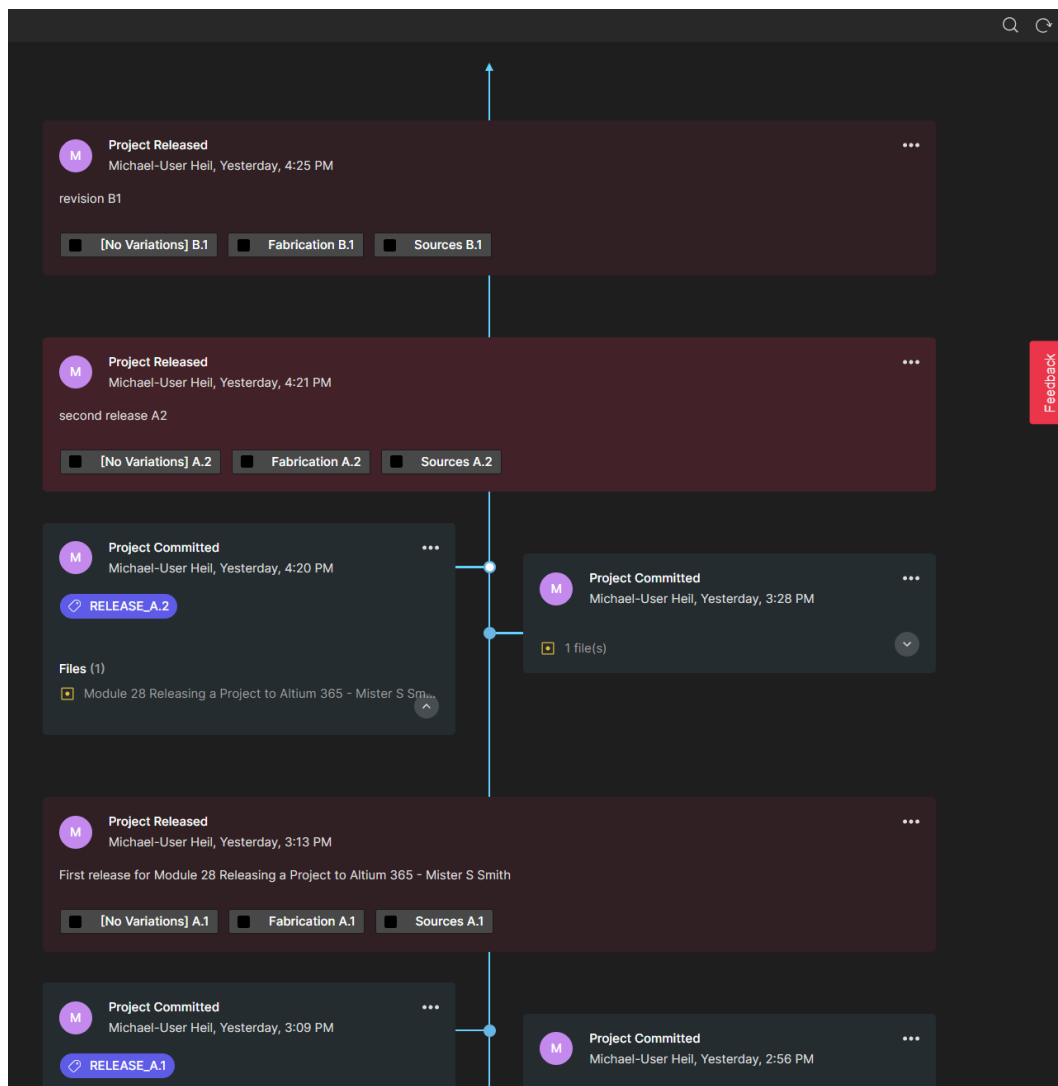 M
Project Released
Michael-User Heil, Yesterday, 4:25 PM
revision B1
[No Variations] B.1
Fabrication B.1
Sources B.1
M
Project Released
Michael-User Heil, Yesterday, 4:21 PM
second release A2
[No Variations] A.2
Fabrication A.2
Sources A.2
Feedback
M
Project Committed
Michael-User Heil, Yesterday, 4:20 PM
RELEASE_A.2
Files (1)
Module 28 Releasing a Project to Altium 365 - Mister S Sm...
M
Project Committed
Michael-User Heil, Yesterday, 3:28 PM
1 file(s)
M
Project Released
Michael-User Heil, Yesterday, 3:13 PM
First release for Module 28 Releasing a Project to Altium 365 - Mister S Smith
[No Variations] A.1
Fabrication A.1
Sources A.1
M
Project Committed
Michael-User Heil, Yesterday, 3:09 PM
RELEASE_A.1
M
Project Committed
Michael-User Heil, Yesterday, 2:56 PM